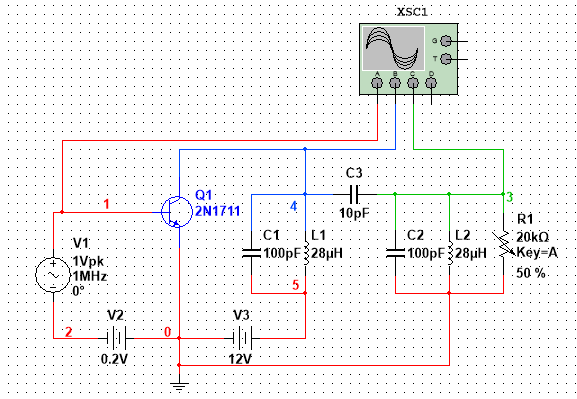 XSC1
G
T
A B C D
Q1
2N1711
1
4
C3
10pF
3
R1
20kΩ
Key=A
50 %
C1
100pF
L1
28µH
C2
100pF
L2
28µH
V1
1Vpk
1MHz
0°
5
2
V2
0.2V
0
V3
12V